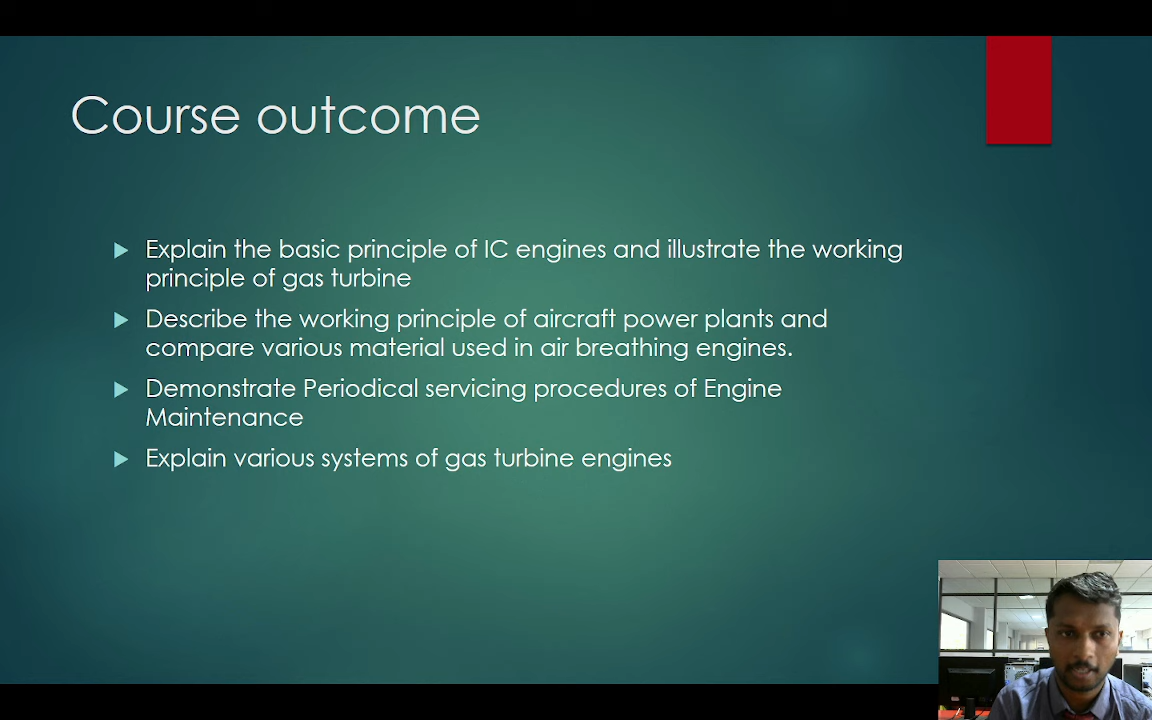 Course outcome
Explain the basic principle of IC engines and illustrate the working
principle of gas turbine
Describe the working principle of aircraft power plants and
compare various material used in air breathing engines.
Demonstrate Periodical servicing procedures of Engine
Maintenance
Explain various systems of gas turbine engines